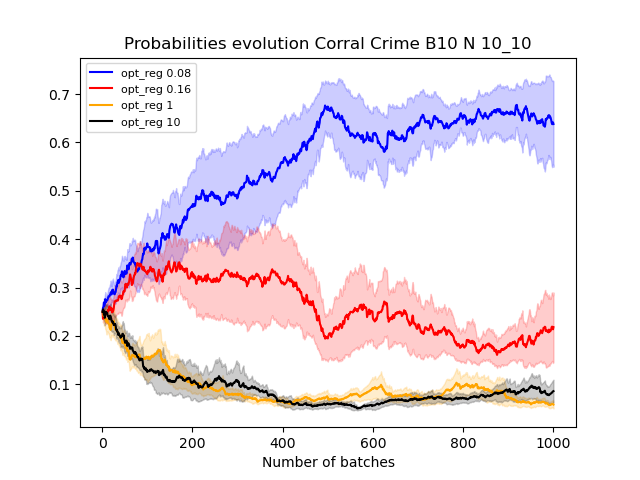 Probabilities evolution Corral Crime B10 N 10_10
opt_reg 0.08
opt_reg 0.16
opt_reg 1
opt_reg 10
0.7
0.6
0.5
0.4
0.3
0.2
0.1
0 200 400 600 800 1000
Number of batches